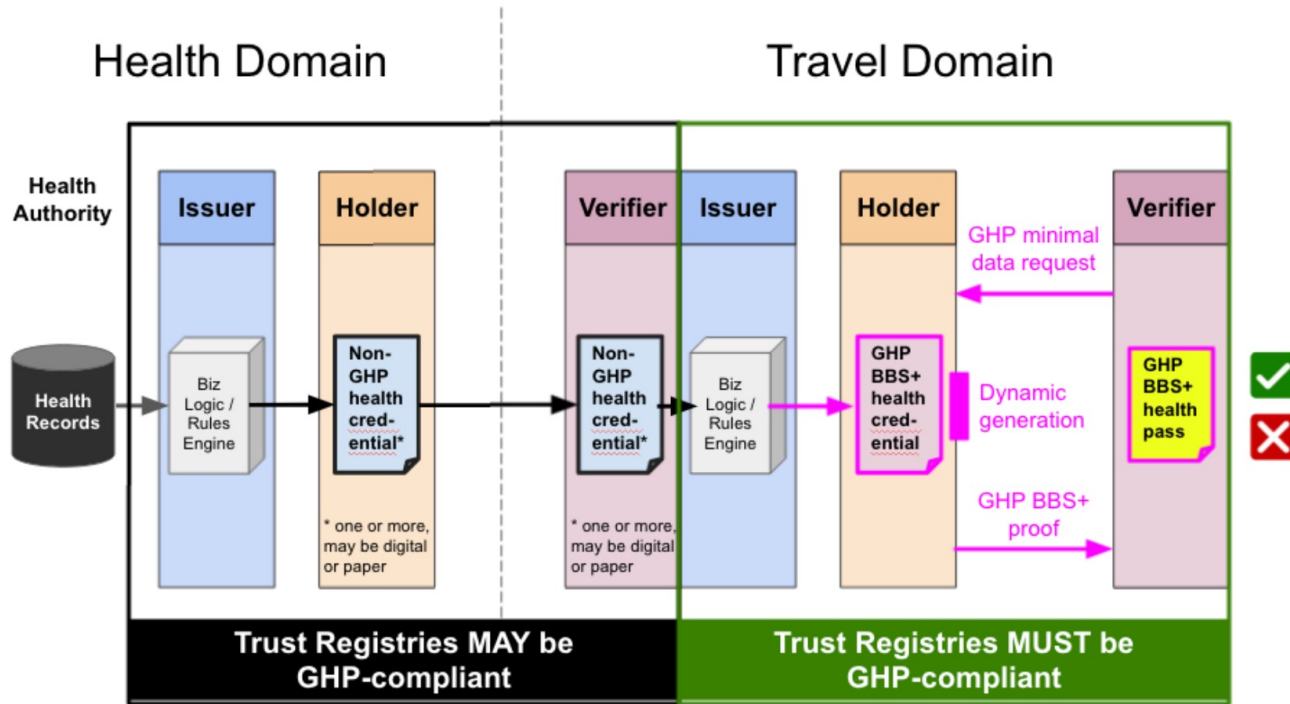 Health Domain
Travel Domain
Health
Authority
Issuer
Holder
Verifier
Issuer
Holder
Verifier
GHP minimal
data request
Health
Records
Biz
Logic /
Rules
Engine
Non-
GHP
health
cred-
ential*
Non-
GHP
health
cred-
ential*
Biz
Logic /
Rules
Engine
GHP
BBS+
health
cred-
ential
Dynamic
generation
GHP
BBS+
health
pass
* one or more,
may be digital
or paper
* one or more,
may be digital
or paper
GHP BBS+
proof
Trust Registries MAY be
GHP-compliant
Trust Registries MUST be
GHP-compliant